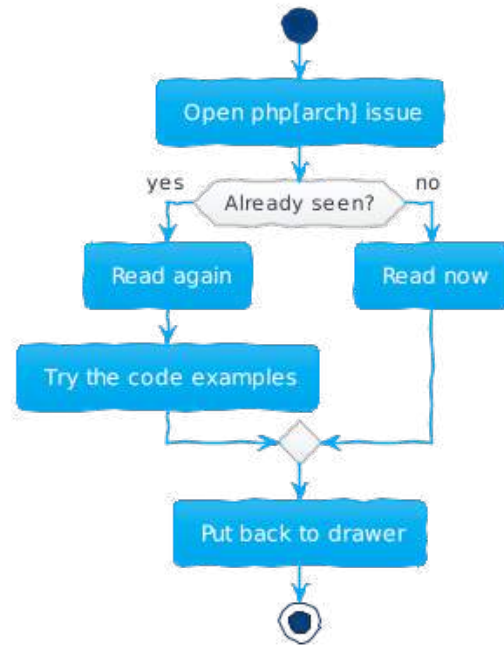 Open php[arch] issue
yes
Already seen?
no
Read again
Read now
Try the code examples
Put back to drawer